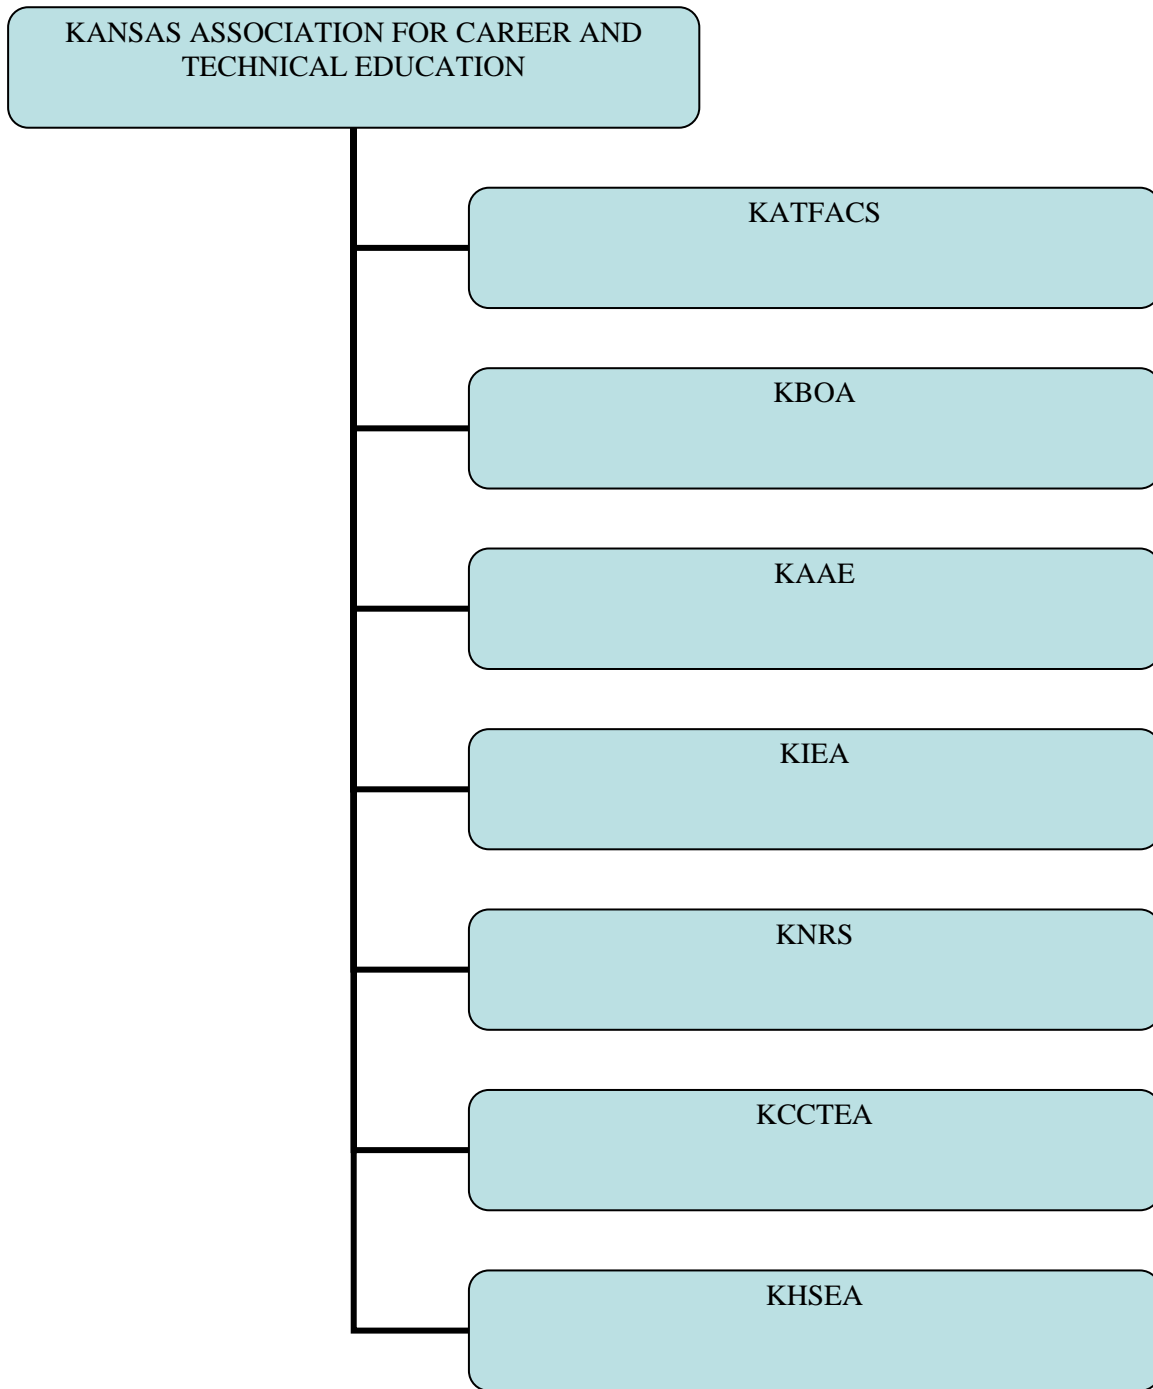 KANSAS ASSOCIATION FOR CAREER AND
TECHNICAL EDUCATION
KATFACS
KBOA
KAAE
KIEA
KNRS
KCCTEA
KHSEA